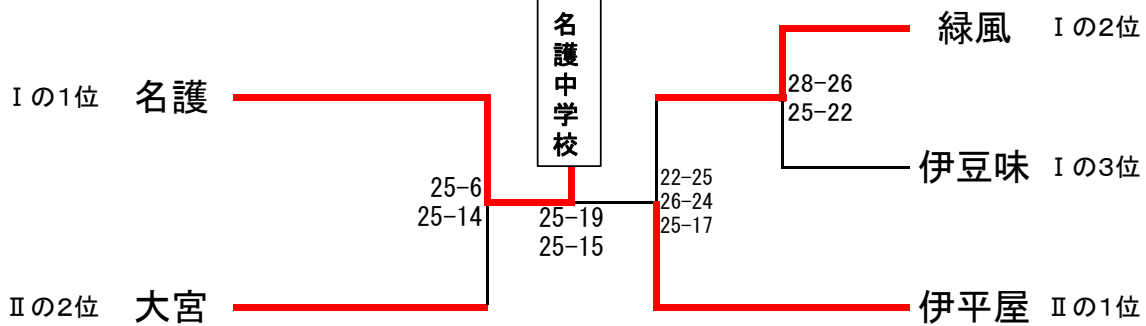 名護中学校
Ⅰの1位 名護
25-6
25-14
Ⅱの2位 大宮
25-19
25-15
緑風 Ⅰの2位
28-26
25-22
伊豆味 Ⅰの3位
22-25
26-24
25-17
伊平屋 Ⅱの1位